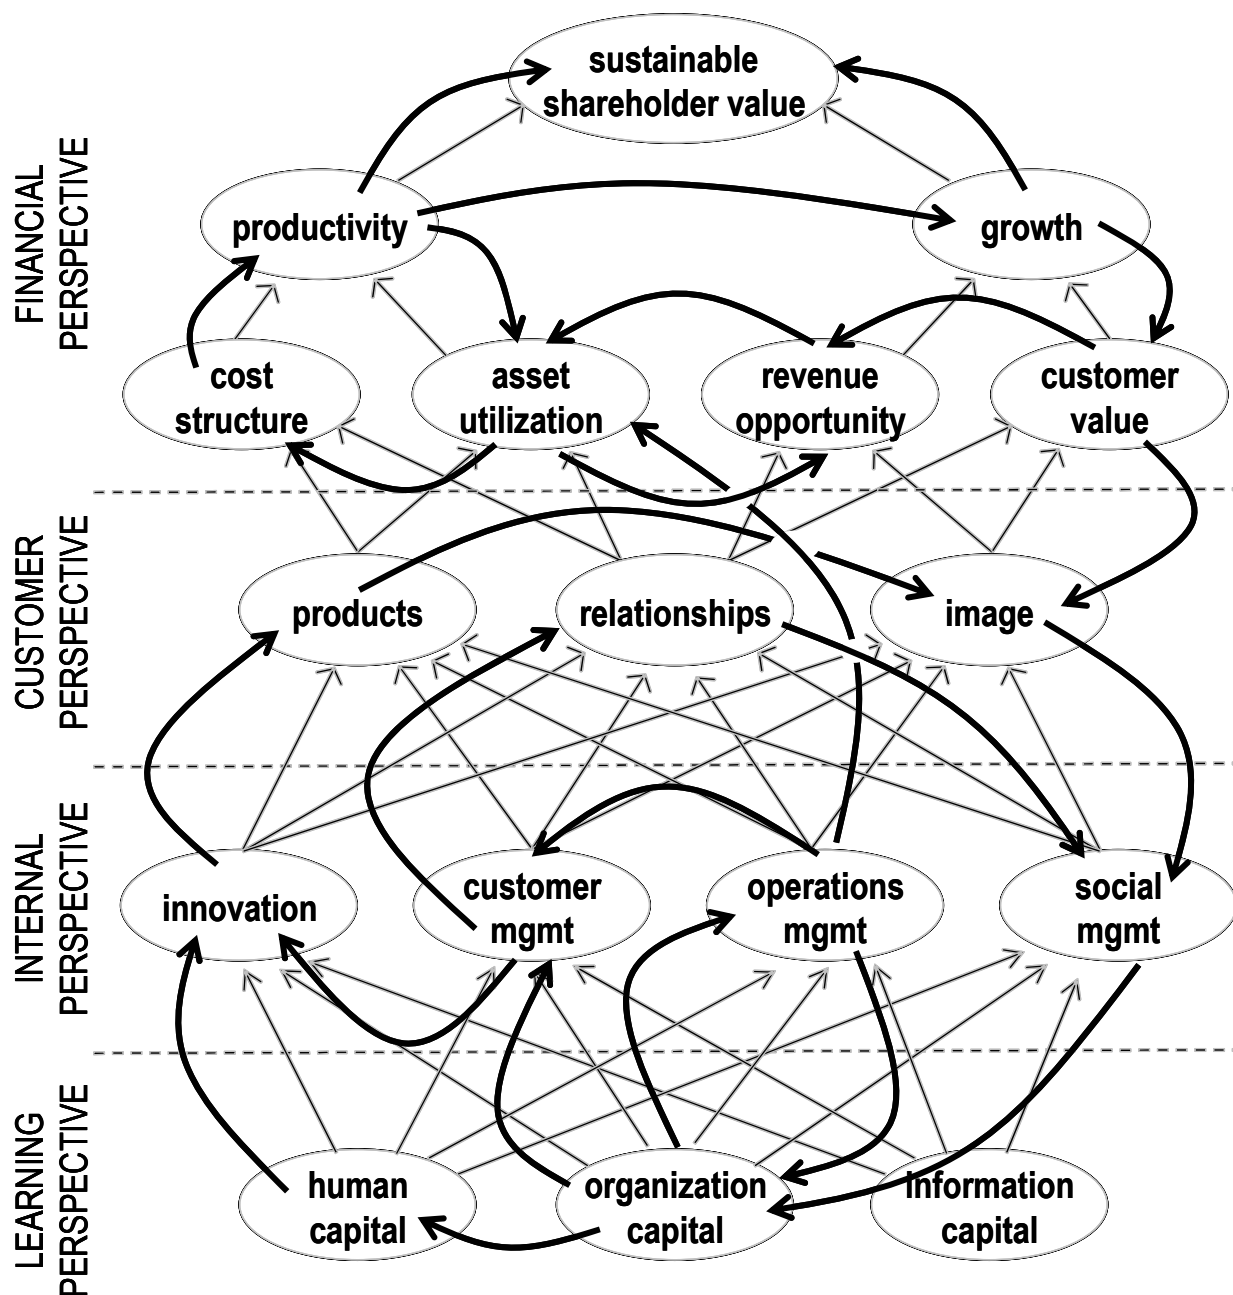 sustainable
shareholder value
FINANCIAL
PERSPECTIVE
productivity
growth
cost
structure
asset
utilization
revenue
opportunity
customer
value
CUSTOMER
PERSPECTIVE
products
relationships
image
INTERNAL
PERSPECTIVE
innovation
customer
mgmt
operations
mgmt
social
mgmt
LEARNING
PERSPECTIVE
human
capital
organization
capital
information
capital